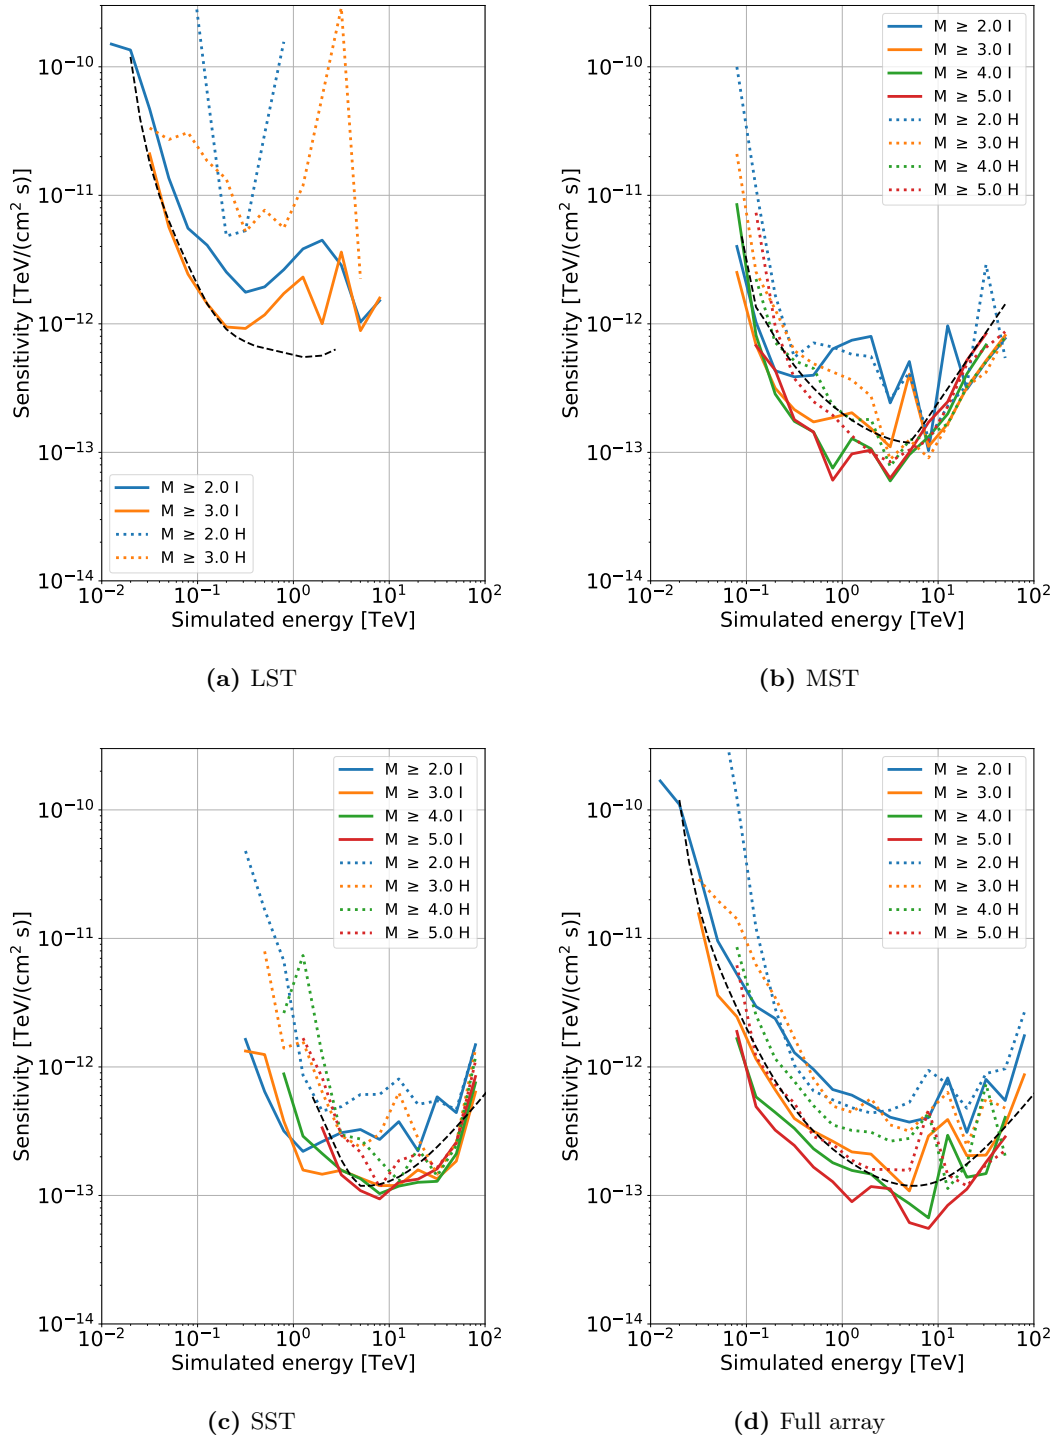 10⁻¹⁰
10⁻¹¹
10⁻¹²
10⁻¹³
10⁻¹⁴
Sensitivity [TeV/(cm² s)]
M ≥ 2.0 I
M ≥ 3.0 I
M ≥ 2.0 H
M ≥ 3.0 H
10⁻² 10⁻¹ 10⁰ 10¹ 10²
Simulated energy [TeV]
(a) LST
10⁻¹⁰
10⁻¹¹
10⁻¹²
10⁻¹³
10⁻¹⁴
Sensitivity [TeV/(cm² s)]
M ≥ 2.0 I
M ≥ 3.0 I
M ≥ 4.0 I
M ≥ 5.0 I
M ≥ 2.0 H
M ≥ 3.0 H
M ≥ 4.0 H
M ≥ 5.0 H
10⁻² 10⁻¹ 10⁰ 10¹ 10²
Simulated energy [TeV]
(b) MST
10⁻¹⁰
10⁻¹¹
10⁻¹²
10⁻¹³
10⁻¹⁴
Sensitivity [TeV/(cm² s)]
M ≥ 2.0 I
M ≥ 3.0 I
M ≥ 4.0 I
M ≥ 5.0 I
M ≥ 2.0 H
M ≥ 3.0 H
M ≥ 4.0 H
M ≥ 5.0 H
10⁻² 10⁻¹ 10⁰ 10¹ 10²
Simulated energy [TeV]
(c) SST
10⁻¹⁰
10⁻¹¹
10⁻¹²
10⁻¹³
10⁻¹⁴
Sensitivity [TeV/(cm² s)]
M ≥ 2.0 I
M ≥ 3.0 I
M ≥ 4.0 I
M ≥ 5.0 I
M ≥ 2.0 H
M ≥ 3.0 H
M ≥ 4.0 H
M ≥ 5.0 H
10⁻² 10⁻¹ 10⁰ 10¹ 10²
Simulated energy [TeV]
(d) Full array